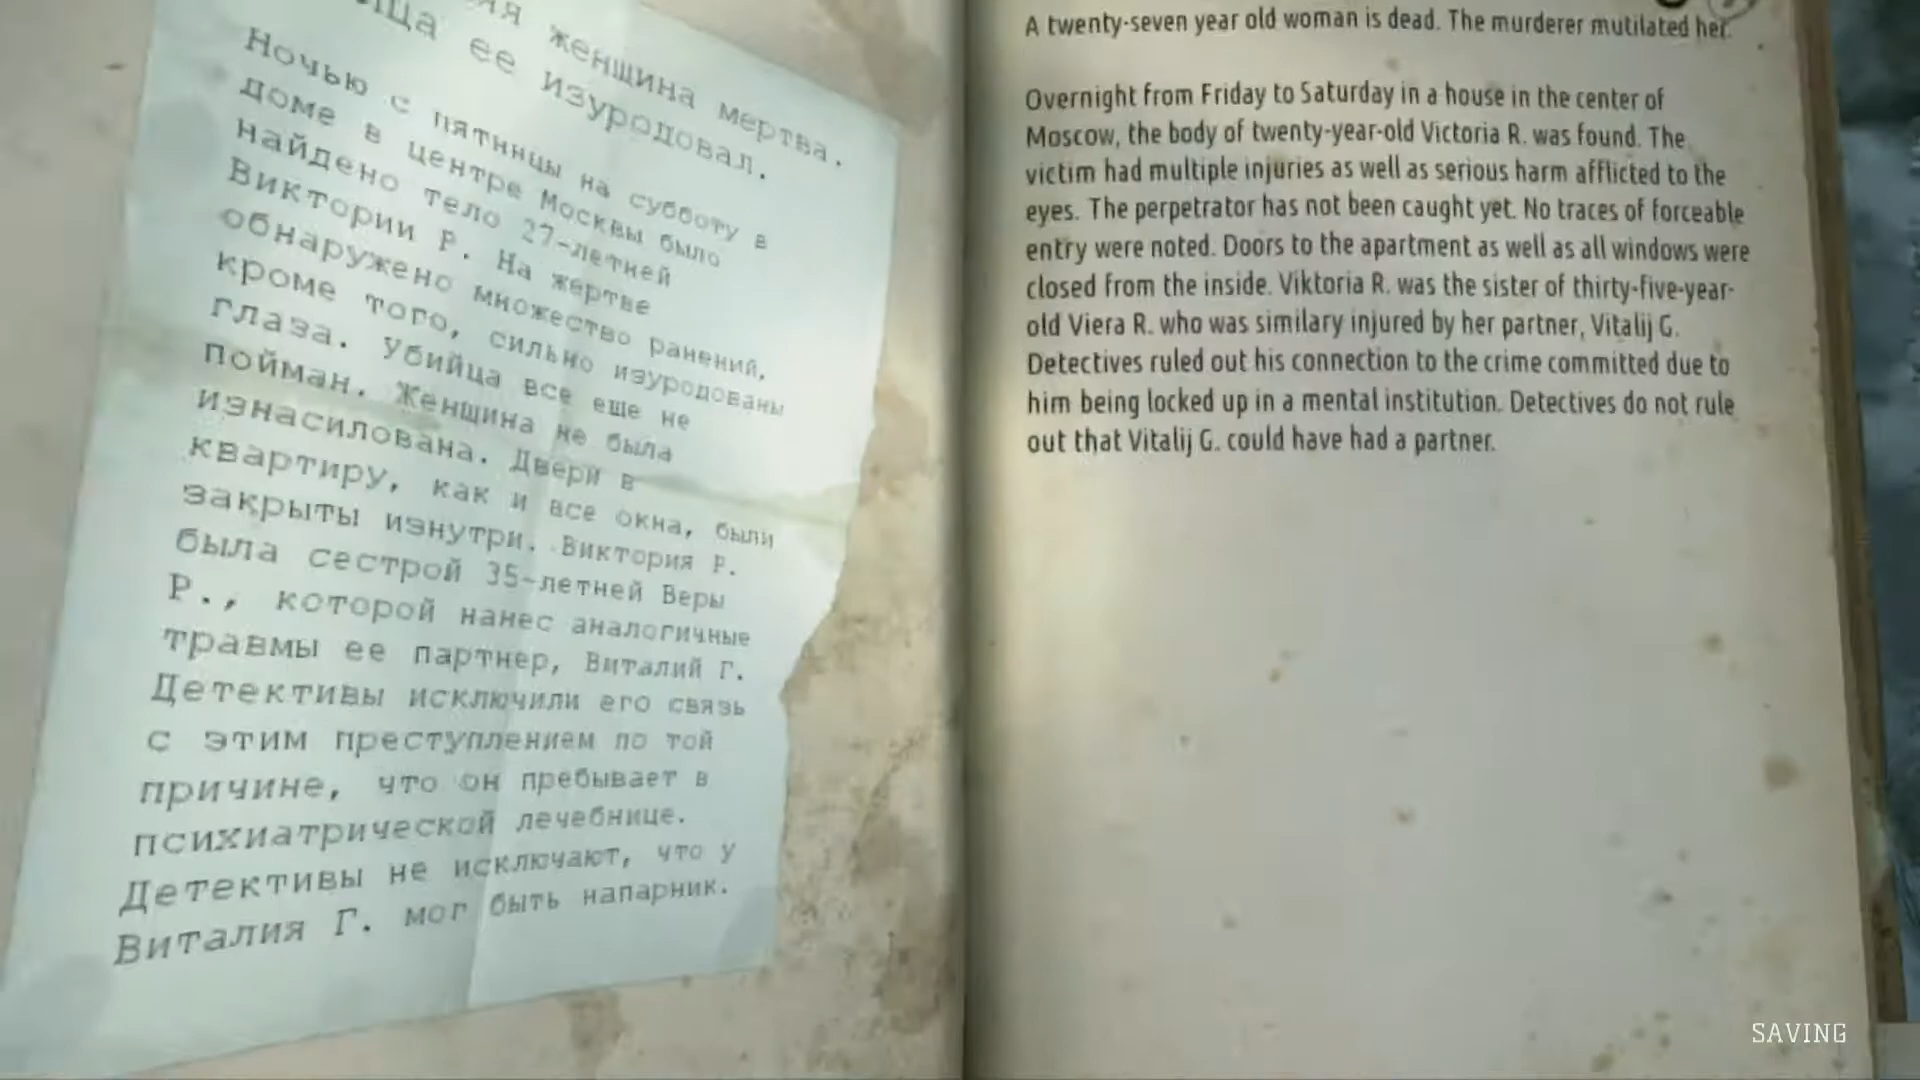 женщина мертва.
ее изуродовал.
Ночью с пятницы на субботу в
доме в центре Москвы было
найдено тело 27-летней
Виктории Р. На жертве
обнаружено множество ранений,
кроме того, сильно изуродованы
глаза. Убийца все еще не
пойман. Женщина не была
изнасилована. Двери в
квартиру, как и все окна, были
закрыты изнутри. Виктория Р.
была сестрой 35-летней Веры
Р., которой нанес аналогичные
травмы ее партнер, Виталий Г.
Детективы исключили его связь
с этим преступлением по той
причине, что он пребывает в
психиатрической лечебнице.
Детективы не исключают, что у
Виталия Г. мог быть напарник.
A twenty-seven year old woman is dead. The murderer mutilated her.
Overnight from Friday to Saturday in a house in the center of
Moscow, the body of twenty-year-old Victoria R. was found. The
victim had multiple injuries as well as serious harm afflicted to the
eyes. The perpetrator has not been caught yet. No traces of forceable
entry were noted. Doors to the apartment as well as all windows were
closed from the inside. Viktoria R. was the sister of thirty-five-year-
old Viera R. who was similary injured by her partner, Vitalij G.
Detectives ruled out his connection to the crime committed due to
him being locked up in a mental institution. Detectives do not rule
out that Vitalij G. could have had a partner.
SAVING